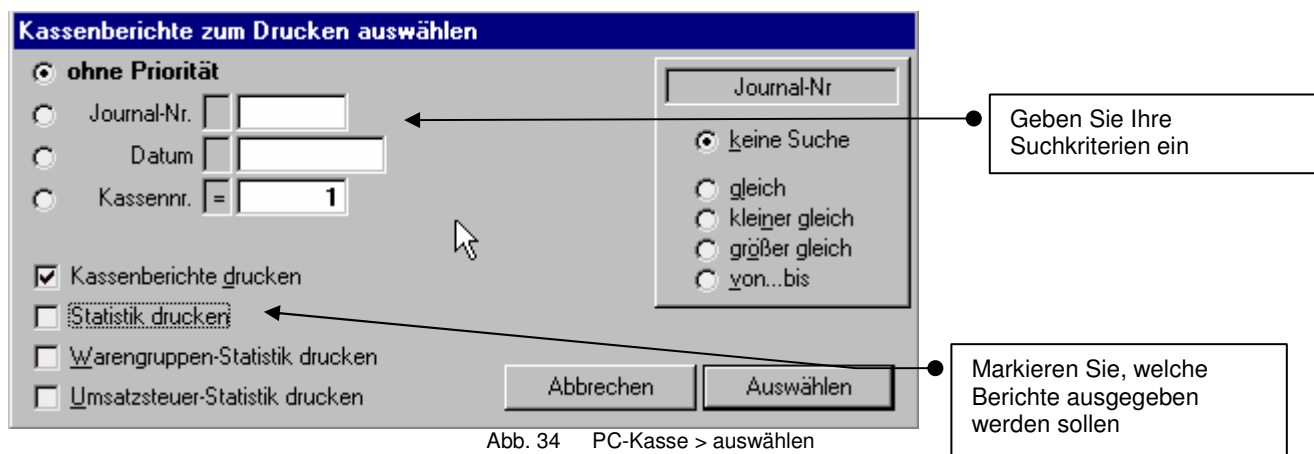 Kassenberichte zum Drucken auswählen
ohne Priorität
Journal-Nr.
Datum
Kassennr. = 1
Kassenberichte drucken
Statistik drucken
Warengruppen-Statistik drucken
Umsatzsteuer-Statistik drucken
Journal-Nr
keine Suche
gleich
kleiner gleich
größer gleich
von...bis
Abbrechen
Auswählen
Geben Sie Ihre
Suchkriterien ein
Markieren Sie, welche
Berichte ausgegeben
werden sollen
Abb. 34 PC-Kasse > auswählen